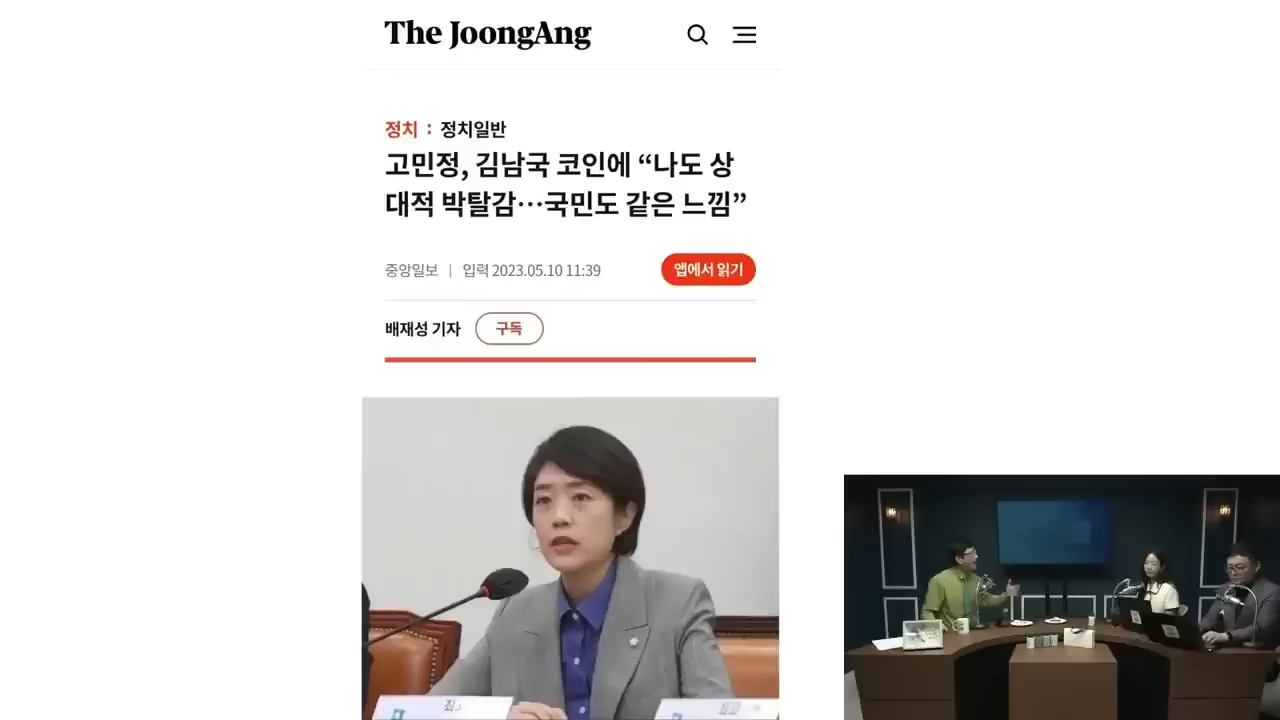 The JoongAng
정치 : 정치일반
고민정, 김남국 코인에 “나도 상
대적 박탈감…국민도 같은 느낌”
중앙일보 | 입력 2023.05.10 11:39
앱에서 읽기
배재성 기자
구독